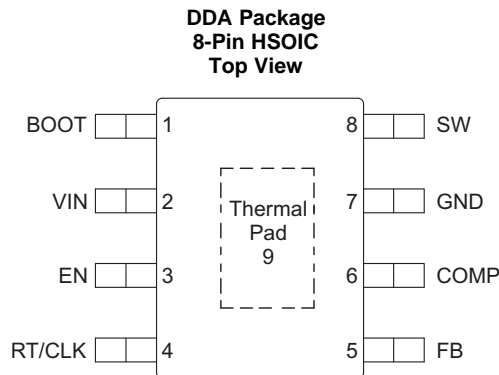 DDA Package
8-Pin HSOIC
Top View
BOOT 1 8 SW
VIN 2 Thermal 7 GND
Pad
9
EN 3 6 COMP
RT/CLK 4 5 FB